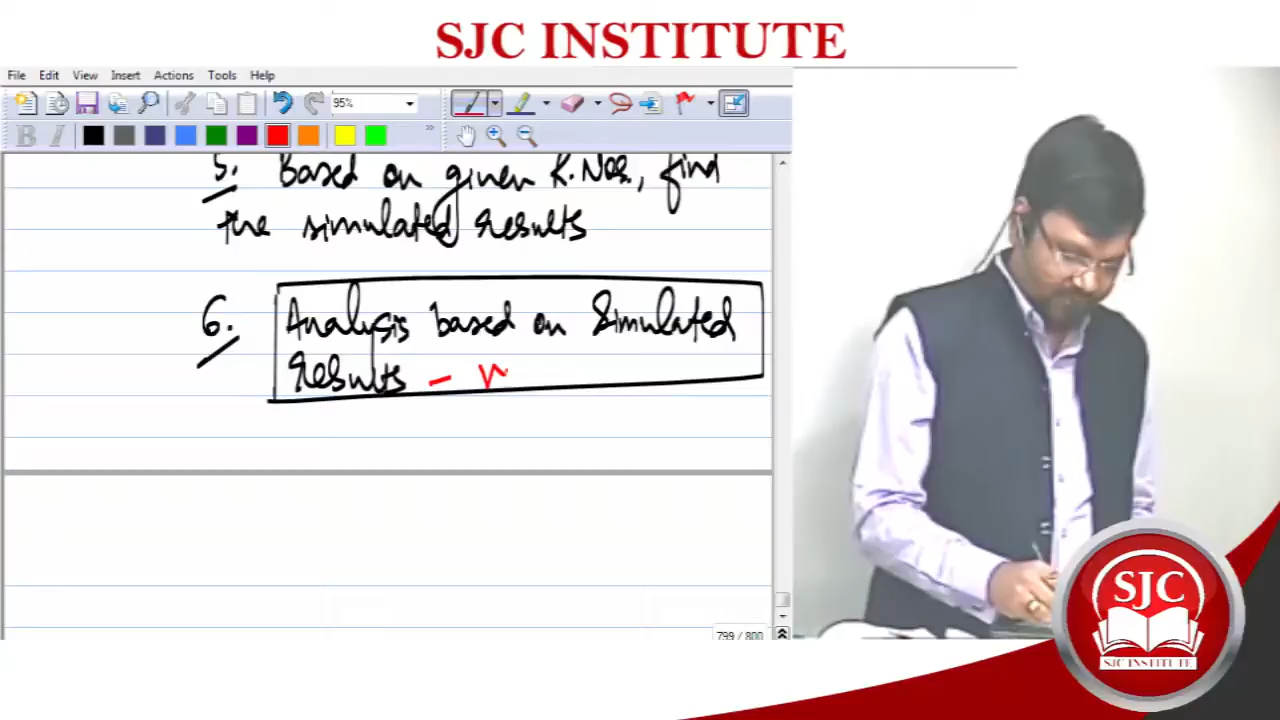 SJC INSTITUTE
File Edit View Insert Actions Tools Help
95%
B I
5. Based on given R.Nos., find
the simulated results
6. Analysis based on Simulated
Results -
799 / 800
SJC
SJC INSTITUTE